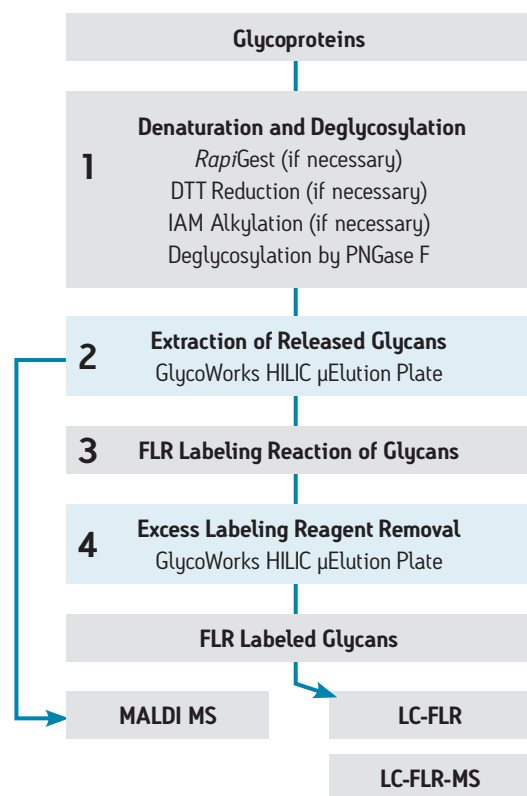 Glycoproteins
1
Denaturation and Deglycosylation
RapiGest (if necessary)
DTT Reduction (if necessary)
IAM Alkylation (if necessary)
Deglycosylation by PNGase F
2
Extraction of Released Glycans
GlycoWorks HILIC µElution Plate
3 FLR Labeling Reaction of Glycans
4
Excess Labeling Reagent Removal
GlycoWorks HILIC µElution Plate
FLR Labeled Glycans
MALDI MS
LC-FLR
LC-FLR-MS